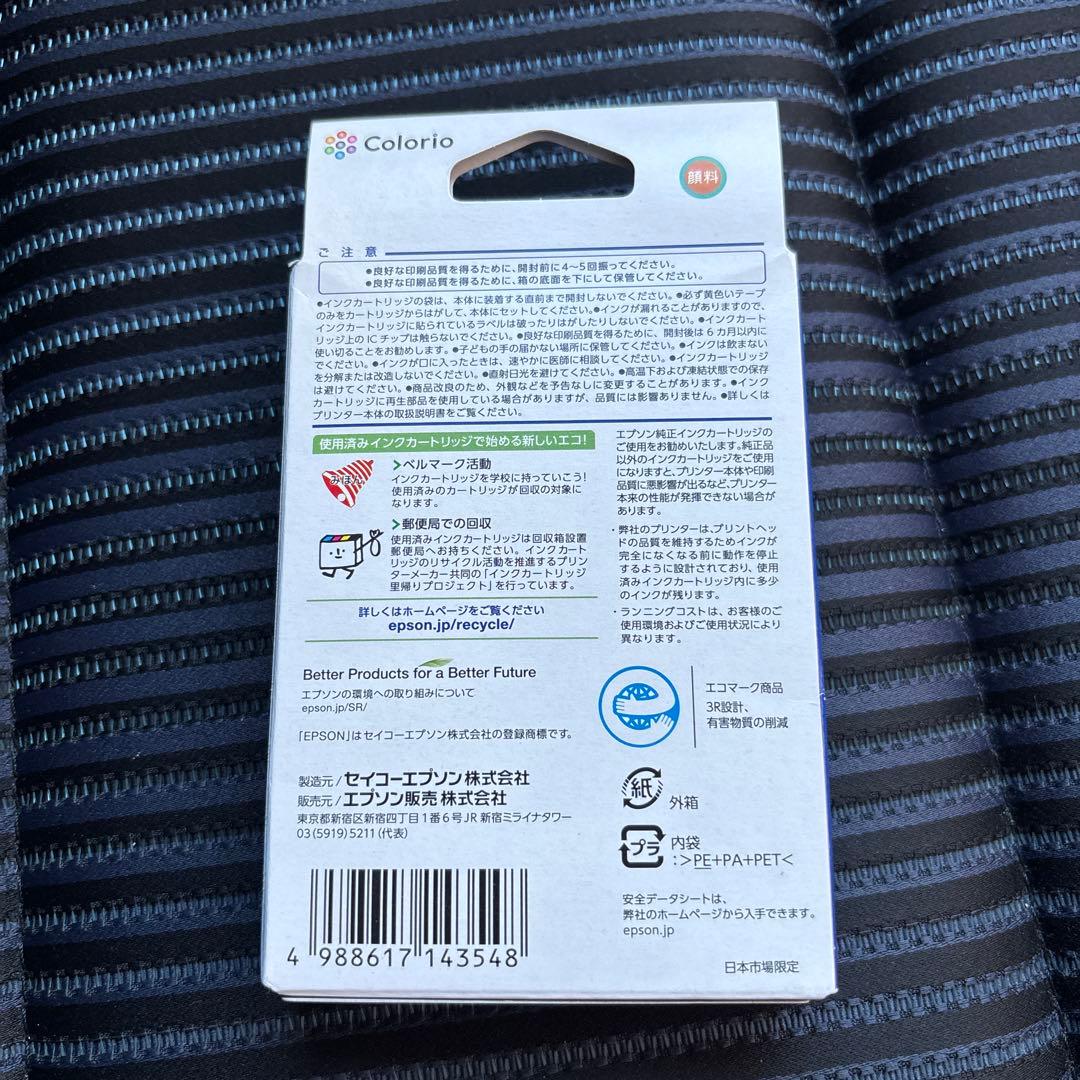 Colorio
顔料
ご注意
●良好な印刷品質を得るために、開封前に4〜5回振ってください。
●良好な印刷品質を得るために、箱の底面を下にして保管してください。
●インクカートリッジの袋は、本体に装着する直前まで開封しないでください。●必ず黄色いテープ
のみをカートリッジからはがして、本体にセットしてください。●インクが漏れることがありますので、
インクカートリッジに貼られているラベルは破ったりはがしたりしないでください。●インクカート
リッジ上のICチップは触らないでください。●良好な印刷品質を得るために、開封後は6カ月以内に
使い切ることをお勧めします。●子どもの手の届かない場所に保管してください。●インクは飲まない
でください。●インクが口に入ったときは、速やかに医師に相談してください。●インクカートリッジ
を分解または改造しないでください。●直射日光を避けてください。●高温下および凍結状態での保存
は避けてください。●商品改良のため、外観などを予告なしに変更することがあります。●インク
カートリッジに再生部品を使用している場合がありますが、品質には影響ありません。●詳しくは
プリンター本体の取扱説明書をご覧ください。
使用済みインクカートリッジで始める新しいエコ!
みほん
ベルマーク活動
インクカートリッジを学校に持っていこう!
使用済みのカートリッジが回収の対象に
なります。
郵便局での回収
使用済みインクカートリッジは回収箱設置
郵便局へお持ちください。インクカート
リッジのリサイクル活動を推進するプリン
ターメーカー共同の「インクカートリッジ
里帰りプロジェクト」を行っています。
詳しくはホームページをご覧ください
epson.jp/recycle/
エプソン純正インクカートリッジの
ご使用をお勧めいたします。純正品
以外のインクカートリッジをご使用
になりますと、プリンター本体や印刷
品質に悪影響が出るなど、プリンター
本来の性能が発揮できない場合が
あります。
・弊社のプリンターは、プリントヘッ
ドの品質を維持するためインクが
完全になくなる前に動作を停止
するように設計されており、使用
済みインクカートリッジ内に多少
のインクが残ります。
・ランニングコストは、お客様のご
使用環境およびご使用状況により
異なります。
Better Products for a Better Future
エプソンの環境への取り組みについて
epson.jp/SR/
「EPSON」はセイコーエプソン株式会社の登録商標です。
エコマーク商品
3R設計、
有害物質の削減
製造元/セイコーエプソン株式会社
販売元/エプソン販売 株式会社
東京都新宿区新宿四丁目1番6号JR新宿ミライナタワー
03(5919)5211(代表)
紙
外箱
プラ
内袋
:>PE+PA+PET<
安全データシートは、
弊社のホームページから入手できます。
epson.jp
4 988617 143548
日本市場限定